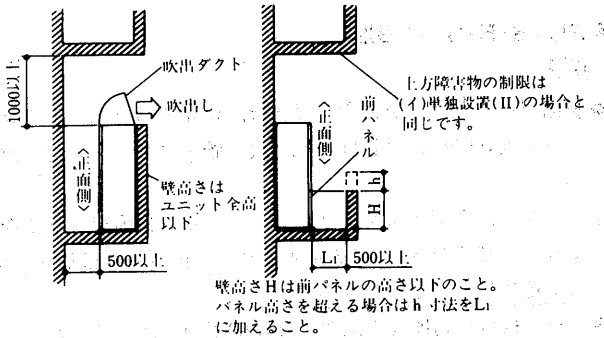 1000以上
吹出ダクト
吹出し
〈正面側〉
壁高さは
ユニット全高
以下
500以上
上方障害物の制限は
(イ)単独設置(II)の場合と
同じです。
〈正面側〉
前パネル
h
H
L₁
500以上
壁高さHは前パネルの高さ以下のこと。
パネル高さを超える場合はh寸法をL₁
に加えること。